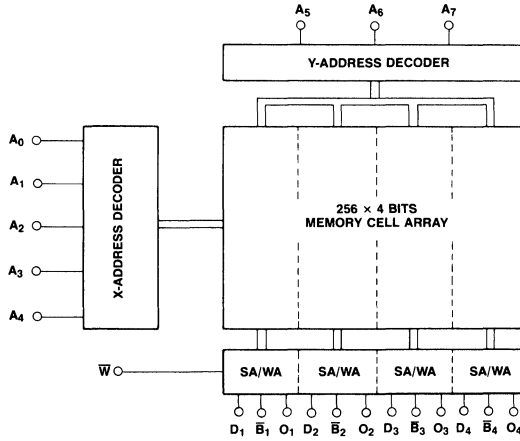 A5 A6 A7
Y-ADDRESS DECODER
A0
A1
A2
A3
A4
X-ADDRESS DECODER
256 × 4 BITS
MEMORY CELL ARRAY
W̅
SA/WA SA/WA SA/WA SA/WA
D1 B̅1 O1 D2 B̅2 O2 D3 B̅3 O3 D4 B̅4 O4